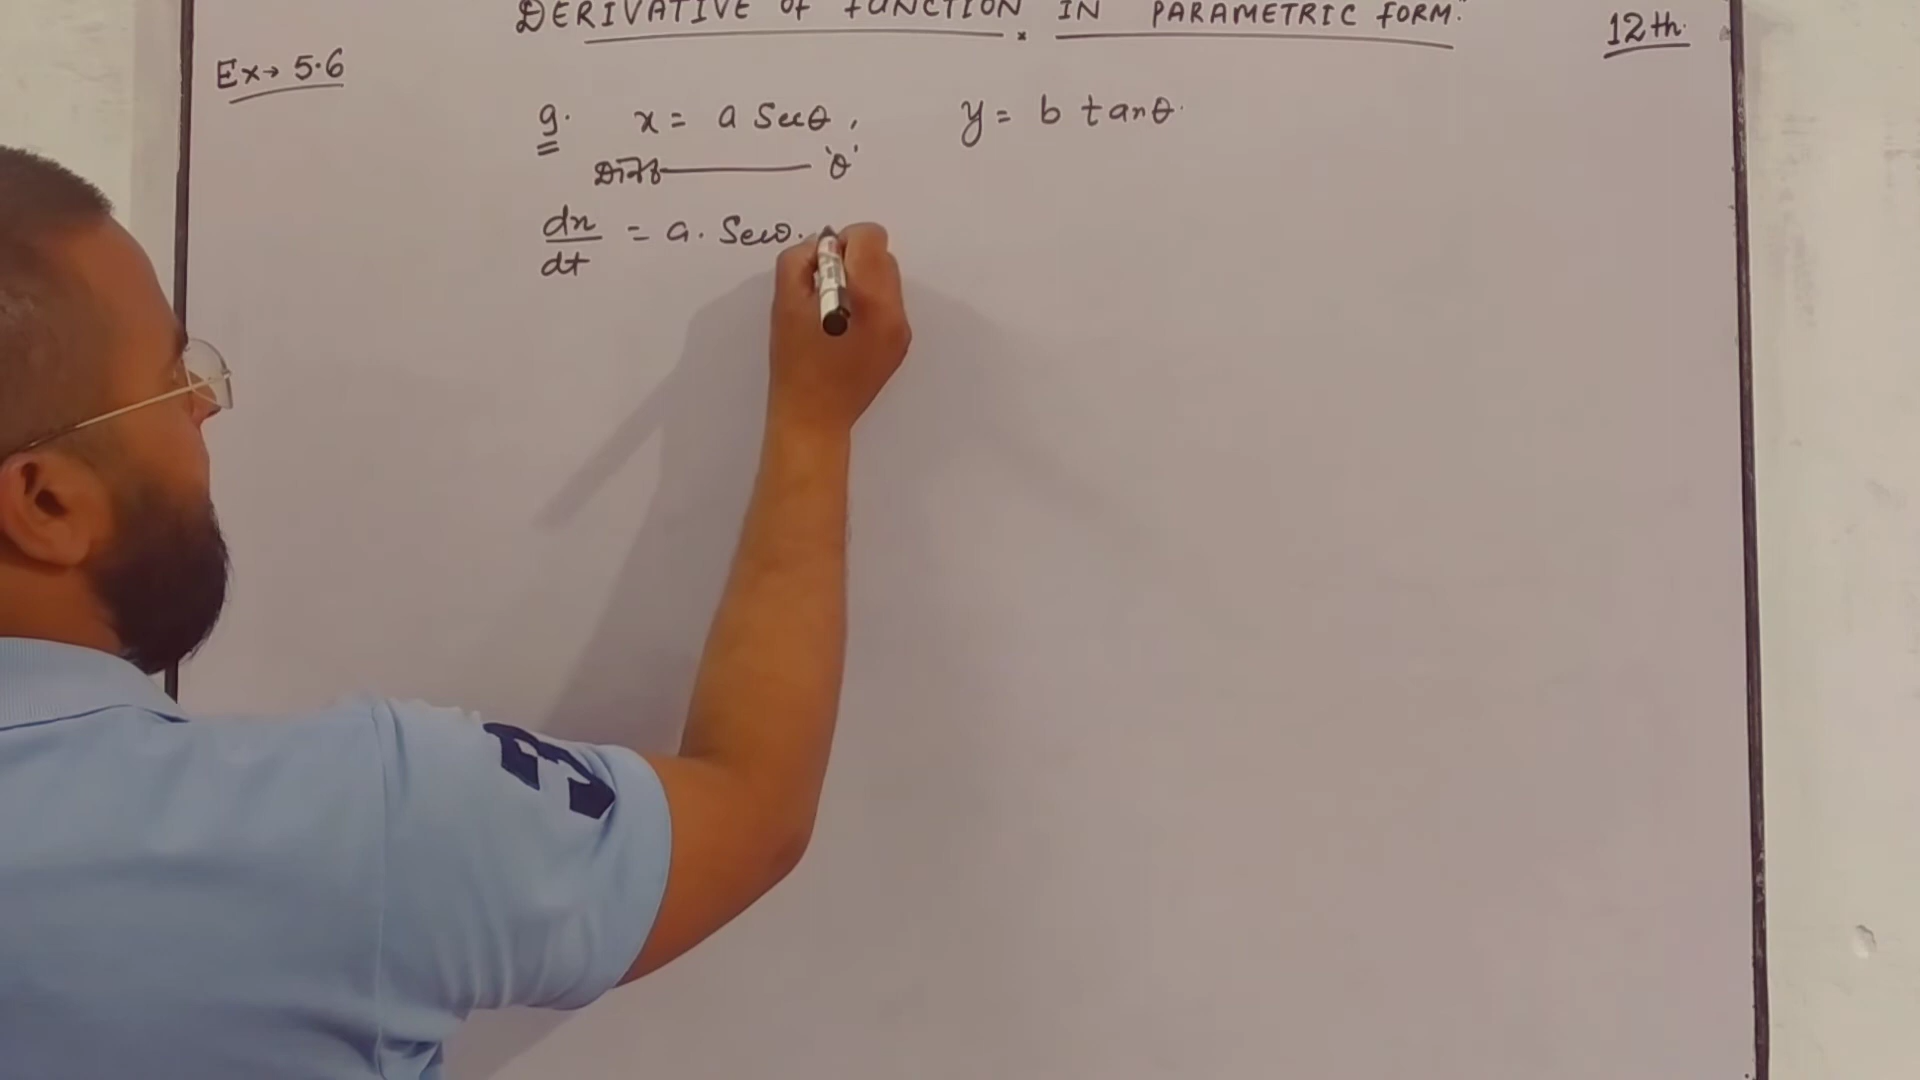 DERIVATIVE OF FUNCTION IN PARAMETRIC FORM.
12th.
Ex→ 5.6
9. x = a Secθ, y = b tanθ.
Diff ——— 'θ'
dx/dt = a. Secθ.